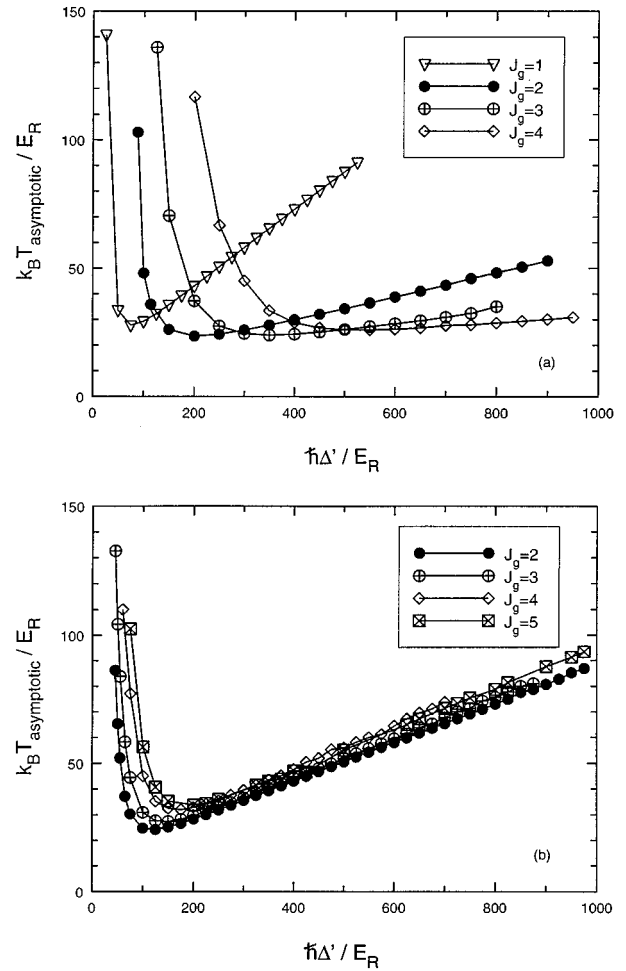 150
100
50
0
k_B T_asymptotic / E_R
J_g=1
J_g=2
J_g=3
J_g=4
(a)
0 200 400 600 800 1000
ħΔ' / E_R
150
100
50
0
k_B T_asymptotic / E_R
J_g=2
J_g=3
J_g=4
J_g=5
(b)
0 200 400 600 800 1000
ħΔ' / E_R